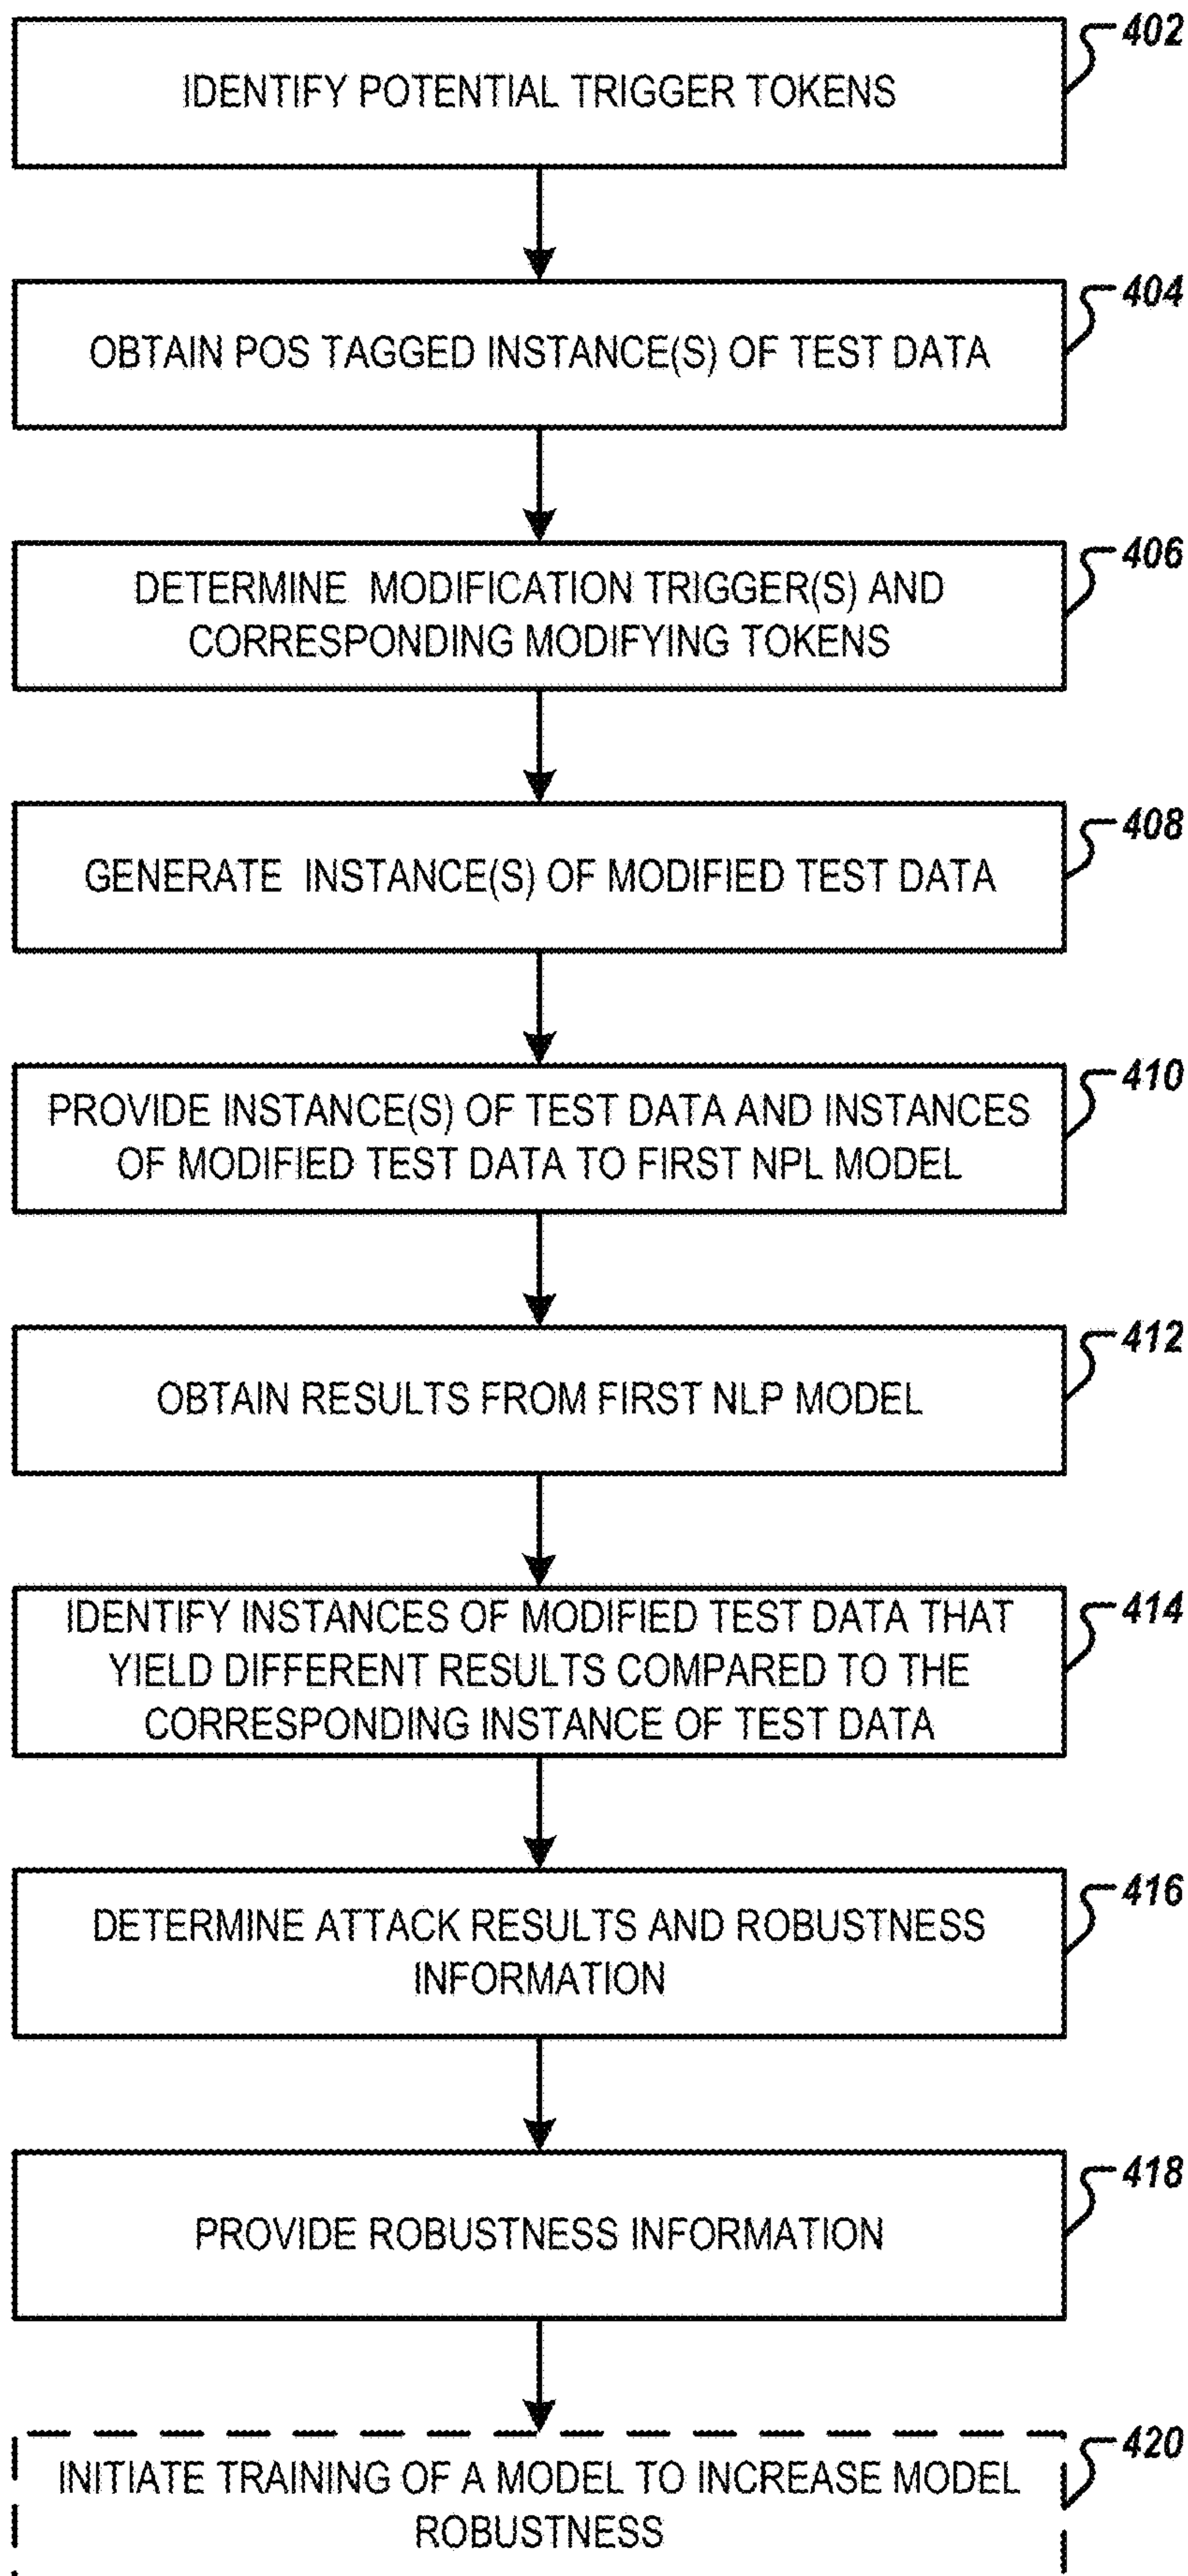 402
IDENTIFY POTENTIAL TRIGGER TOKENS
404
OBTAIN POS TAGGED INSTANCE(S) OF TEST DATA
406
DETERMINE MODIFICATION TRIGGER(S) AND
CORRESPONDING MODIFYING TOKENS
408
GENERATE INSTANCE(S) OF MODIFIED TEST DATA
410
PROVIDE INSTANCE(S) OF TEST DATA AND INSTANCES
OF MODIFIED TEST DATA TO FIRST NPL MODEL
412
OBTAIN RESULTS FROM FIRST NLP MODEL
414
IDENTIFY INSTANCES OF MODIFIED TEST DATA THAT
YIELD DIFFERENT RESULTS COMPARED TO THE
CORRESPONDING INSTANCE OF TEST DATA
416
DETERMINE ATTACK RESULTS AND ROBUSTNESS
INFORMATION
418
PROVIDE ROBUSTNESS INFORMATION
420
INITIATE TRAINING OF A MODEL TO INCREASE MODEL
ROBUSTNESS